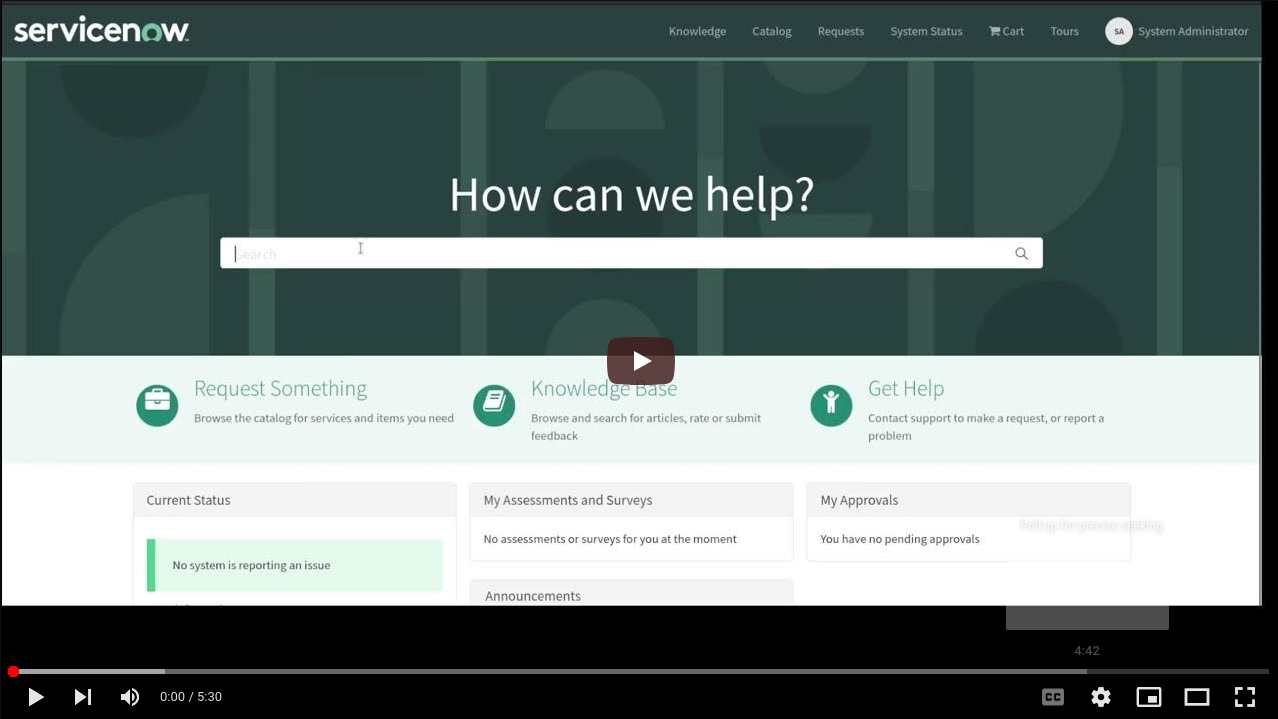 servicenow
Knowledge
Catalog
Requests
System Status
Cart
Tours
SA
System Administrator
How can we help?
Search
Request Something
Browse the catalog for services and items you need
Knowledge Base
Browse and search for articles, rate or submit
feedback
Get Help
Contact support to make a request, or report a
problem
Current Status
No system is reporting an issue
My Assessments and Surveys
No assessments or surveys for you at the moment
Announcements
My Approvals
You have no pending approvals
Pull up for precise seeking
4:42
0:00 / 5:30
CC